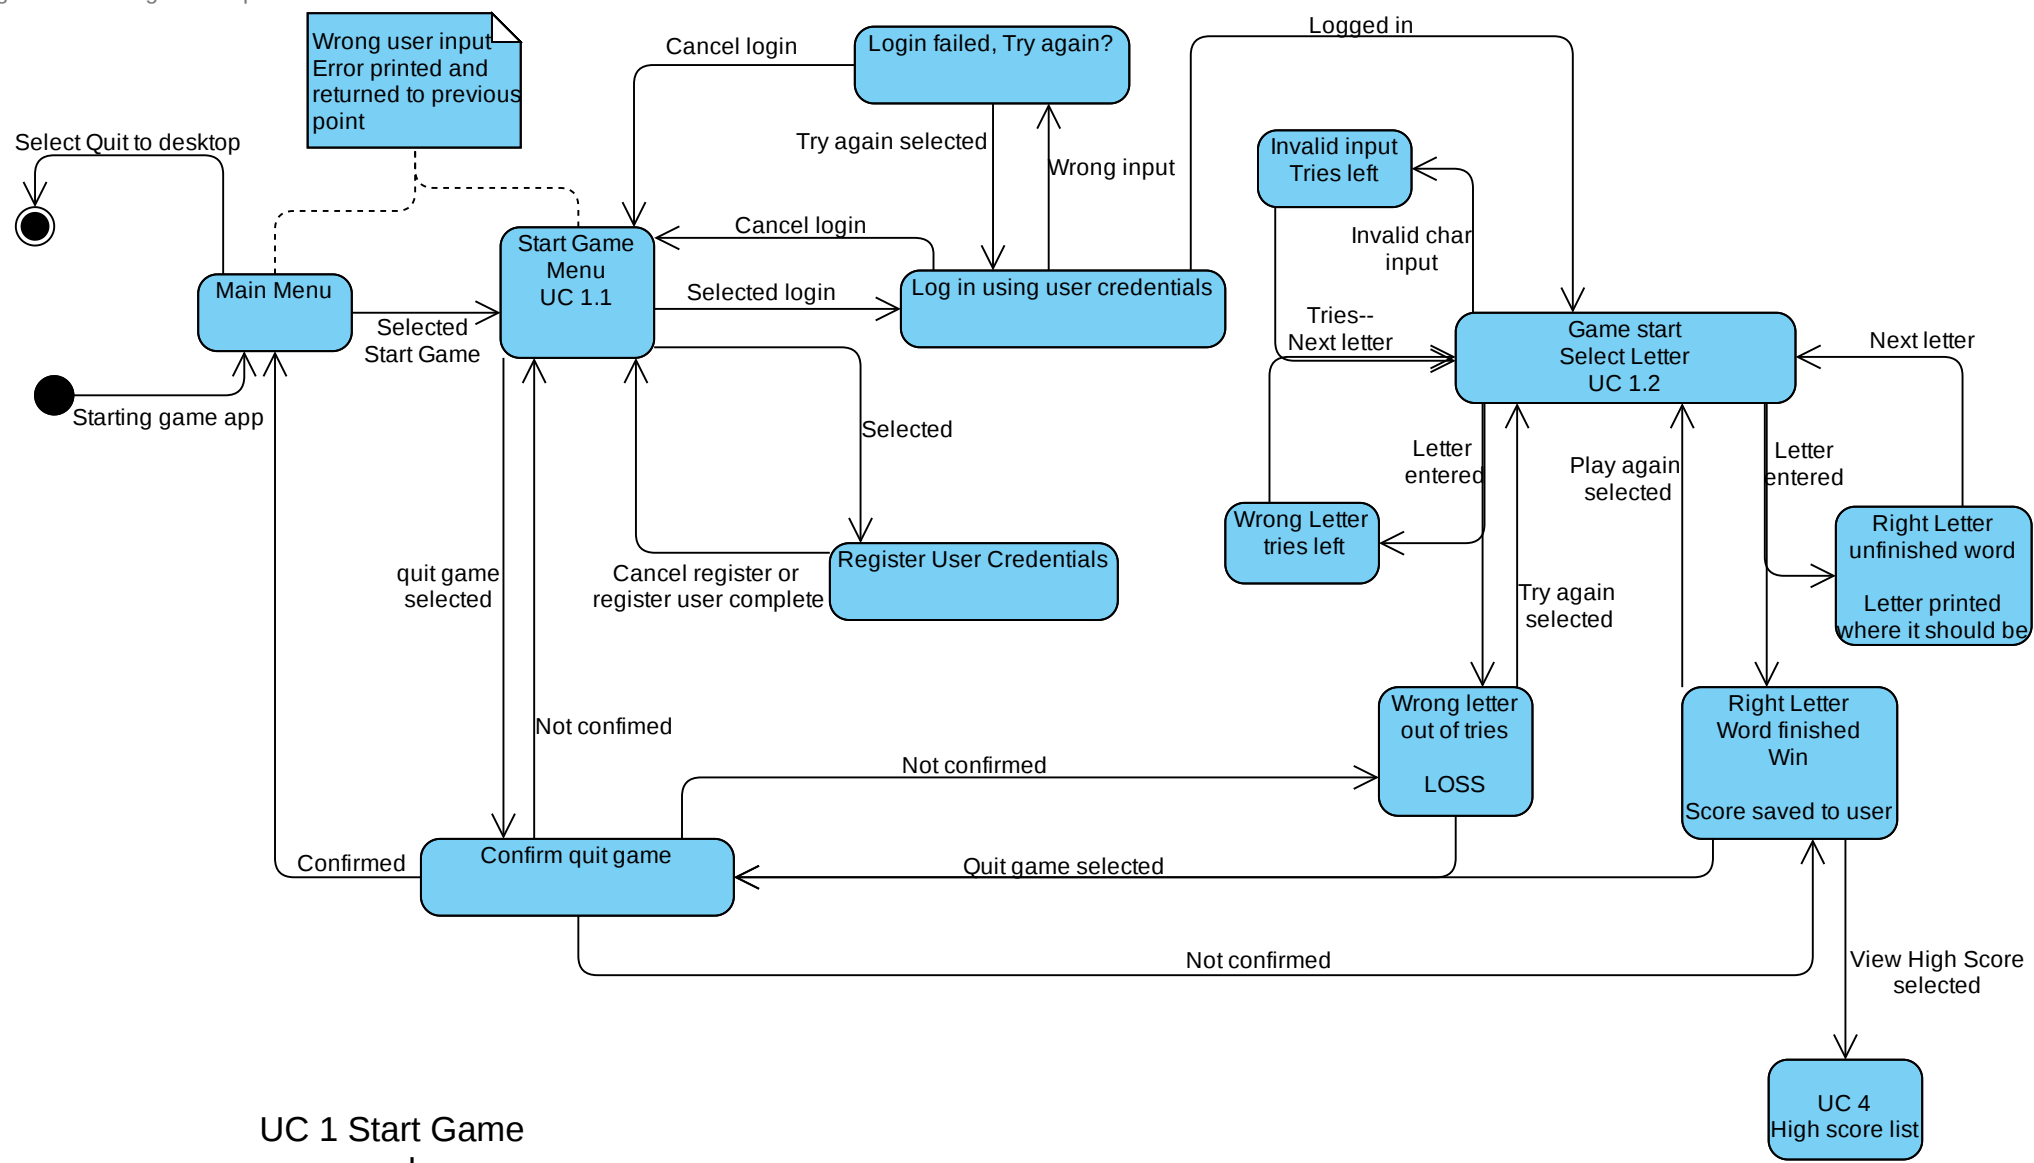 Wrong user input
Error printed and
returned to previous
point
Cancel login
Login failed, Try again?
Logged in
Select Quit to desktop
Try again selected
Wrong input
Invalid input
Tries left
Cancel login
Invalid char
input
Start Game
Menu
UC 1.1
Main Menu
Selected login
Log in using user credentials
Selected
Start Game
Tries--
Next letter
Game start
Select Letter
UC 1.2
Next letter
Starting game app
Selected
Letter
entered
Play again
selected
Letter
entered
Wrong Letter
tries left
Right Letter
unfinished word
Letter printed
where it should be
Register User Credentials
quit game
selected
Cancel register or
register user complete
Try again
selected
Not confimed
Wrong letter
out of tries
LOSS
Right Letter
Word finished
Win
Score saved to user
Not confirmed
Confirm quit game
Confirmed
Quit game selected
Not confirmed
View High Score
selected
UC 4
High score list
UC 1 Start Game